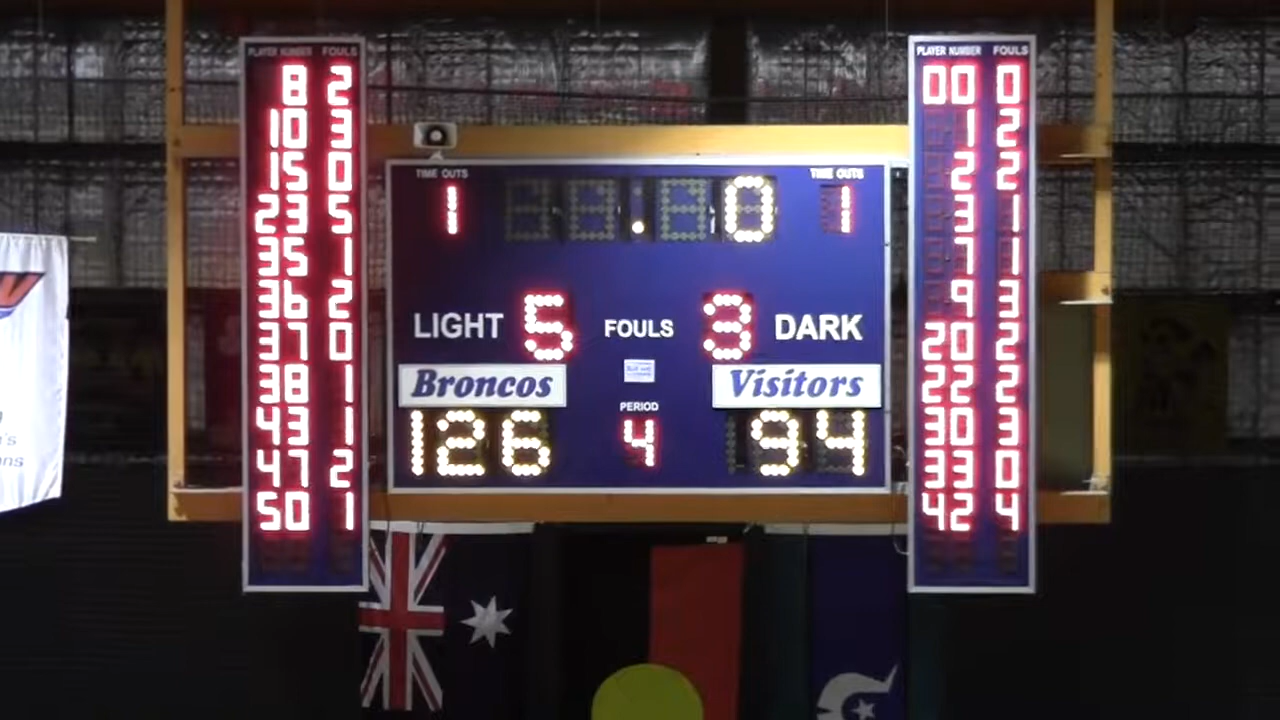 PLAYER NUMBER FOULS
8 2
10 3
15 0
23 5
35 1
36 2
37 0
38 1
43 1
47 2
50 1
TIME OUTS
1
.0
TIME OUTS
1
LIGHT 5 FOULS 3 DARK
Broncos
Visitors
PERIOD
126 4 94
PLAYER NUMBER FOULS
00 0
1 2
2 2
3 1
7 1
9 3
20 2
22 2
30 3
33 0
42 4